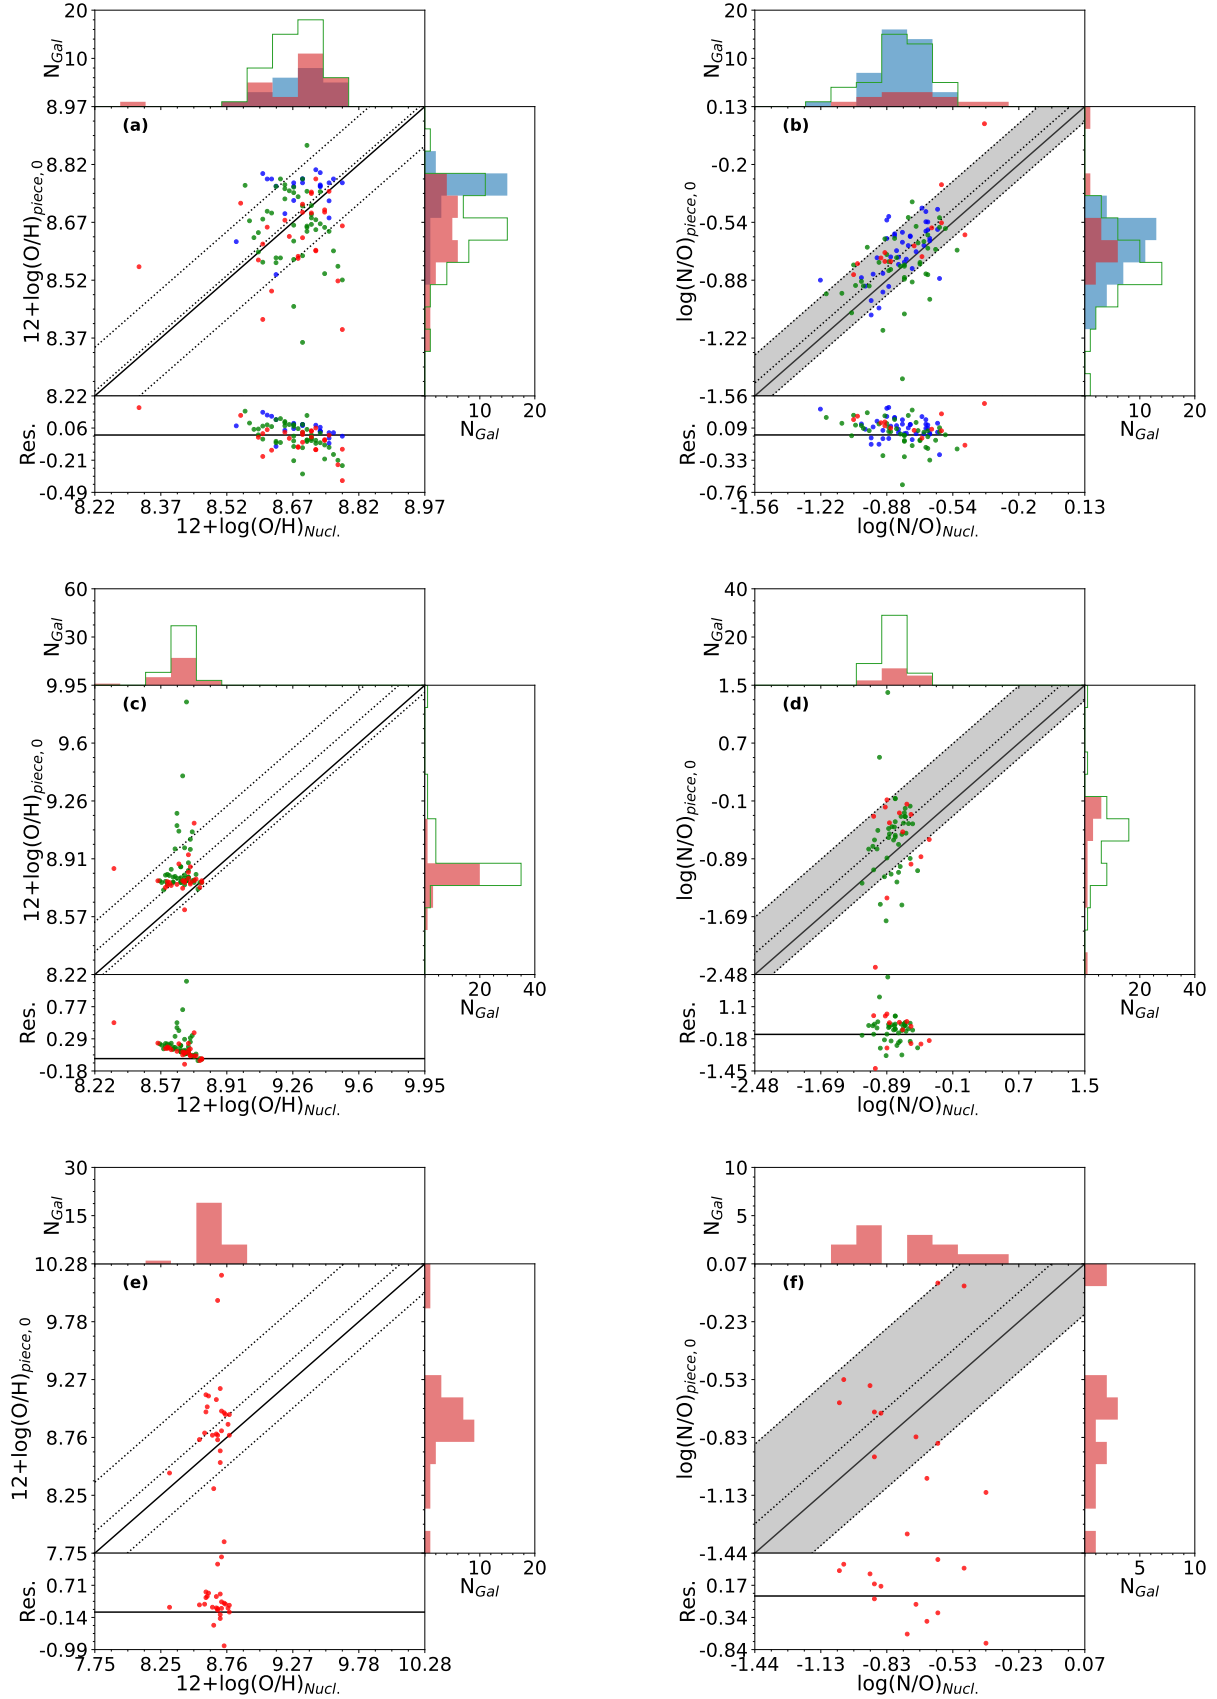 20
10
N_Gal
8.97
8.82
8.67
8.52
8.37
8.22
12+log(O/H)_piece, 0
(a)
10 20
N_Gal
0.06
-0.21
-0.49
Res.
8.22 8.37 8.52 8.67 8.82 8.97
12+log(O/H)_Nucl.
20
10
N_Gal
0.13
-0.2
-0.54
-0.88
-1.22
-1.56
log(N/O)_piece, 0
(b)
10 20
N_Gal
0.09
-0.33
-0.76
Res.
-1.56 -1.22 -0.88 -0.54 -0.2 0.13
log(N/O)_Nucl.
60
30
N_Gal
9.95
9.6
9.26
8.91
8.57
8.22
12+log(O/H)_piece, 0
(c)
20 40
N_Gal
0.77
0.29
-0.18
Res.
8.22 8.57 8.91 9.26 9.6 9.95
12+log(O/H)_Nucl.
40
20
N_Gal
1.5
0.7
-0.1
-0.89
-1.69
-2.48
log(N/O)_piece, 0
(d)
20 40
N_Gal
1.1
-0.18
-1.45
Res.
-2.48 -1.69 -0.89 -0.1 0.7 1.5
log(N/O)_Nucl.
30
15
N_Gal
10.28
9.78
9.27
8.76
8.25
7.75
12+log(O/H)_piece, 0
(e)
10 20
N_Gal
0.71
-0.14
-0.99
Res.
7.75 8.25 8.76 9.27 9.78 10.28
12+log(O/H)_Nucl.
10
5
N_Gal
0.07
-0.23
-0.53
-0.83
-1.13
-1.44
log(N/O)_piece, 0
(f)
5 10
N_Gal
0.17
-0.34
-0.84
Res.
-1.44 -1.13 -0.83 -0.53 -0.23 0.07
log(N/O)_Nucl.